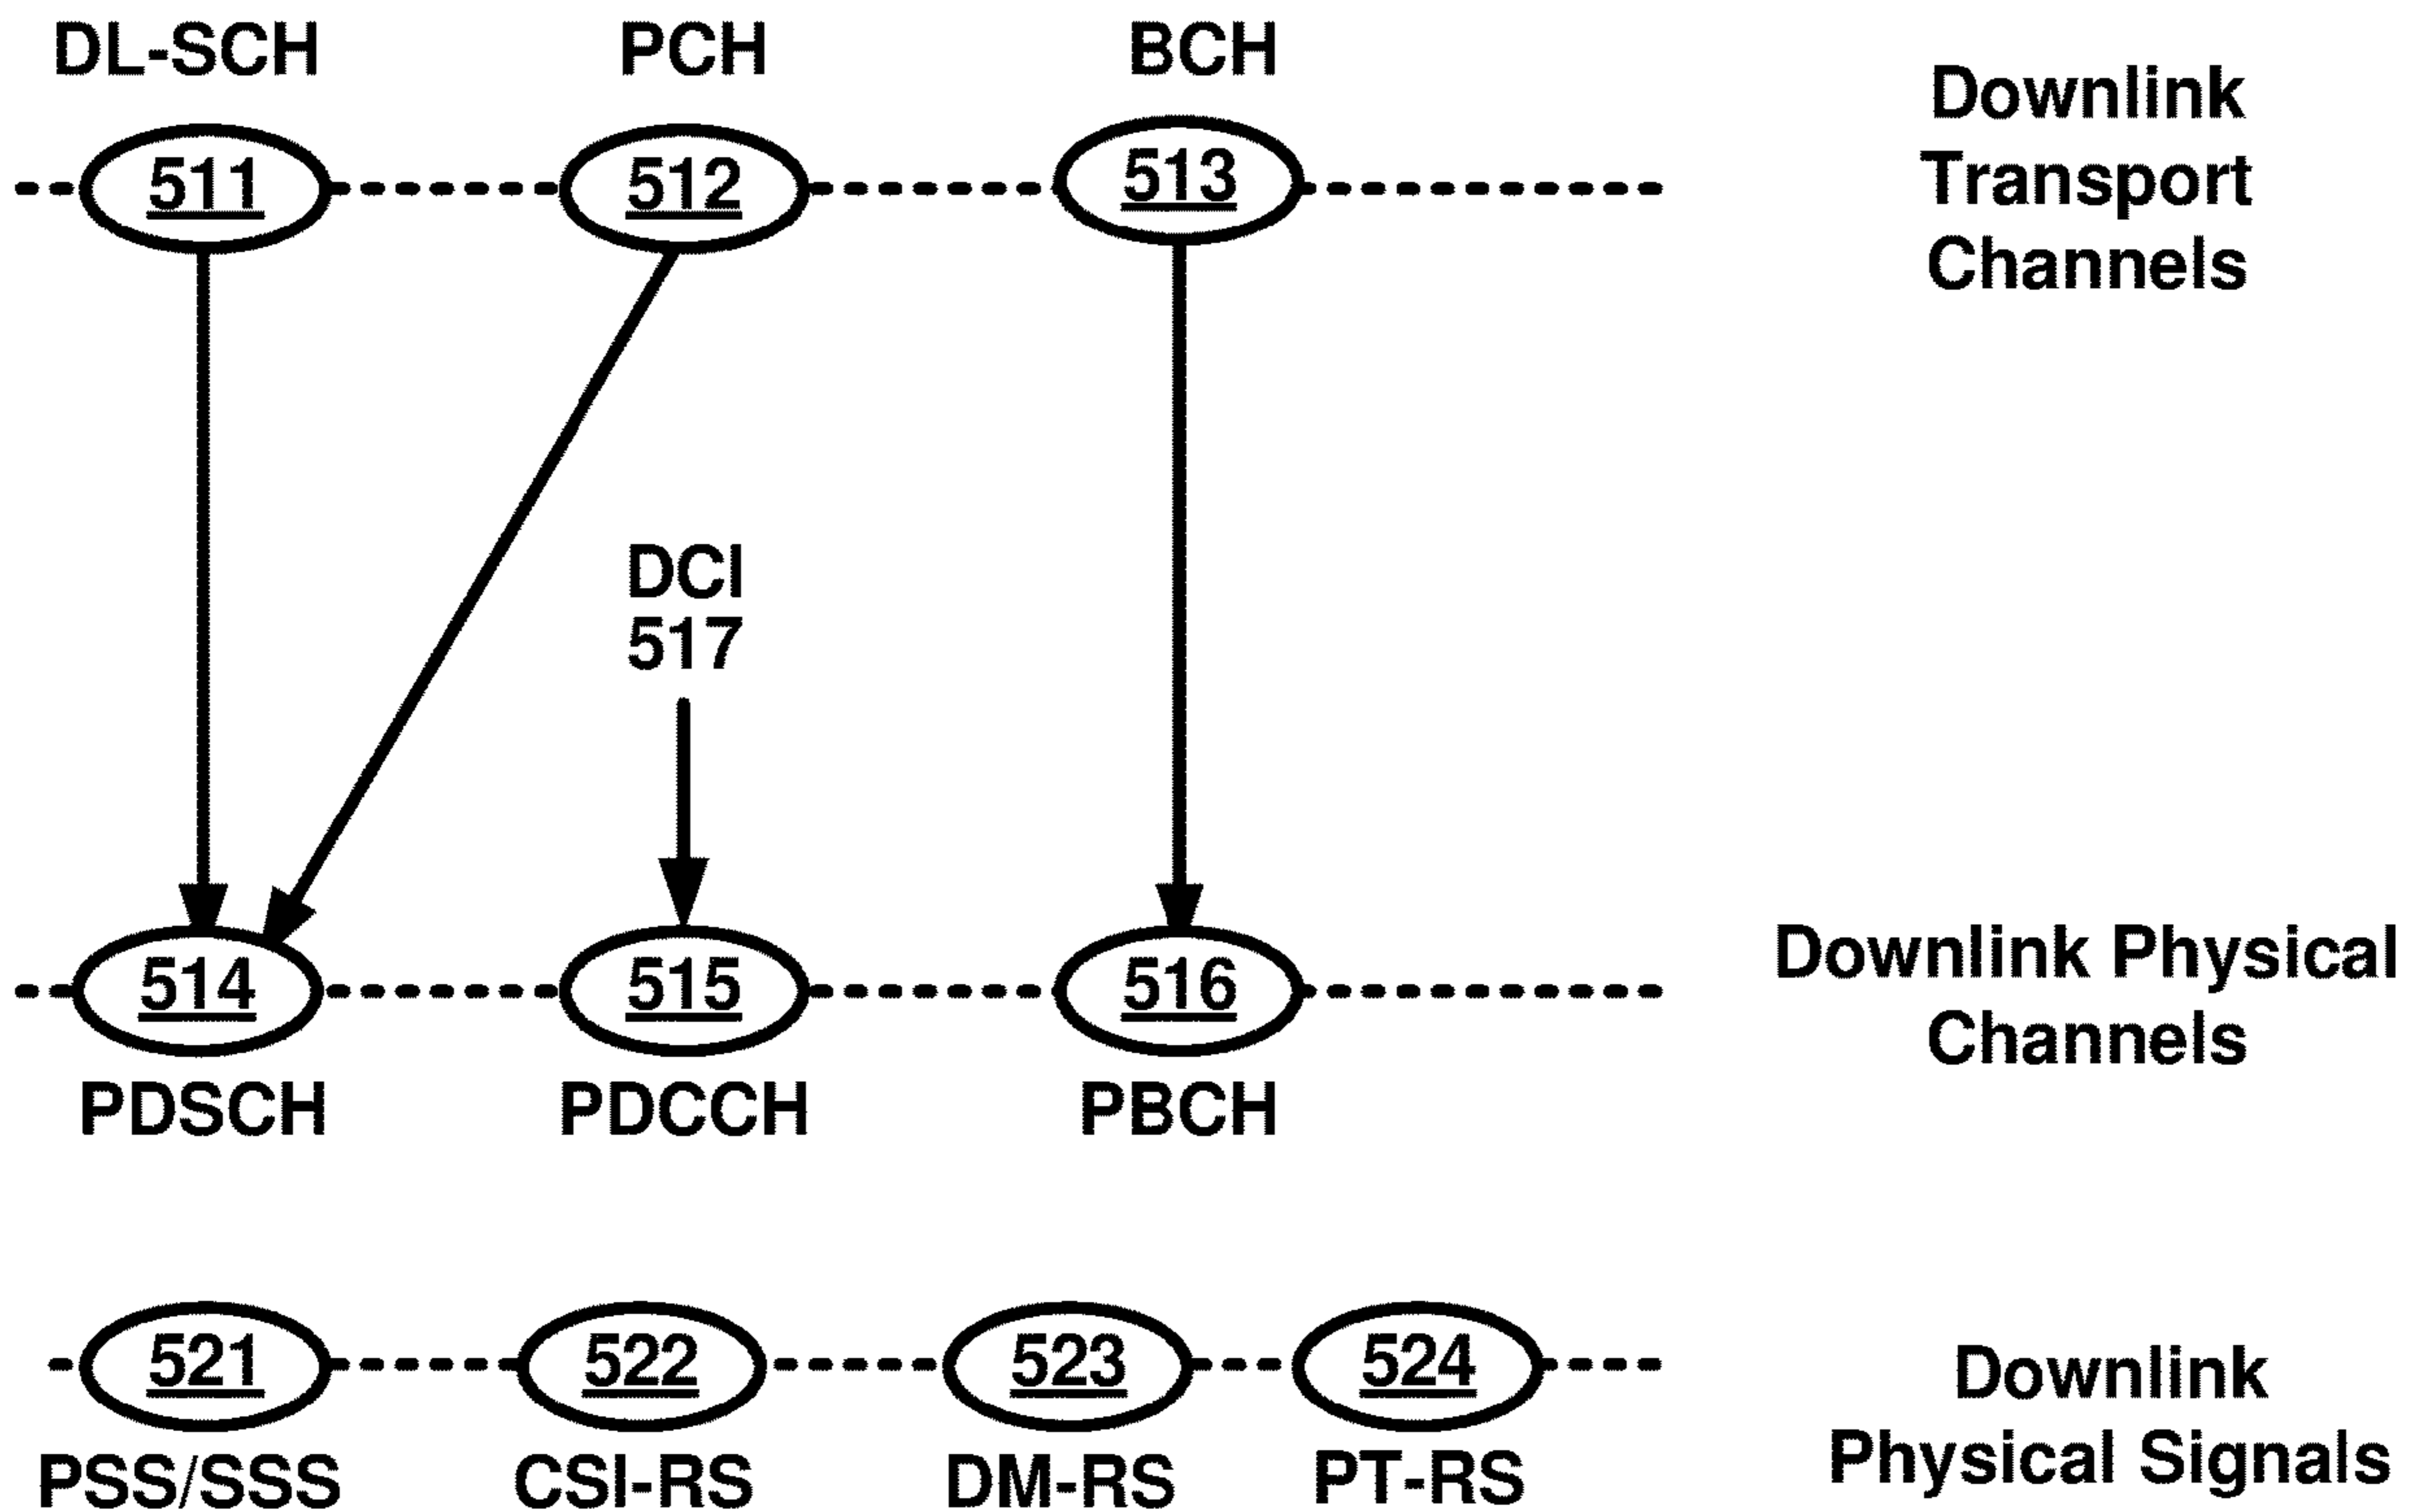 DL-SCH
PCH
BCH
511
512
513
Downlink
Transport
Channels
DCI
517
514
515
516
Downlink Physical
Channels
PDSCH
PDCCH
PBCH
521
522
523
524
Downlink
Physical Signals
PSS/SSS
CSI-RS
DM-RS
PT-RS